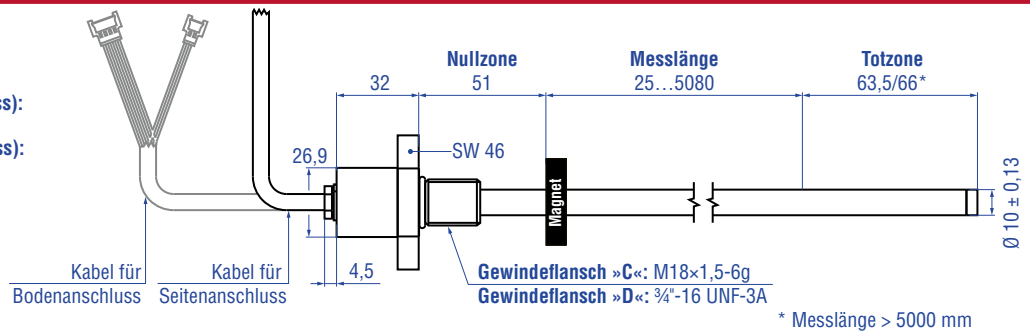 Nullzone
Messlänge
Totzone
32
51
25…5080
63,5/66*
ss):
ss):
SW 46
26,9
Magnet
Ø 10 ± 0,13
Kabel für
Bodenanschluss
Kabel für
Seitenanschluss
4,5
Gewindeflansch »C«: M18×1,5-6g
Gewindeflansch »D«: ¾"-16 UNF-3A
* Messlänge > 5000 mm